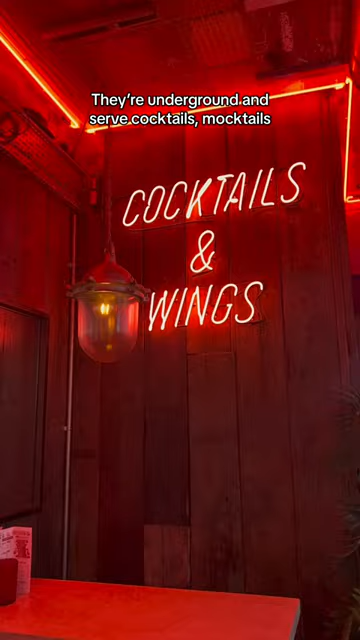 They're underground and
serve cocktails, mocktails
COCKTAILS
&
WINGS